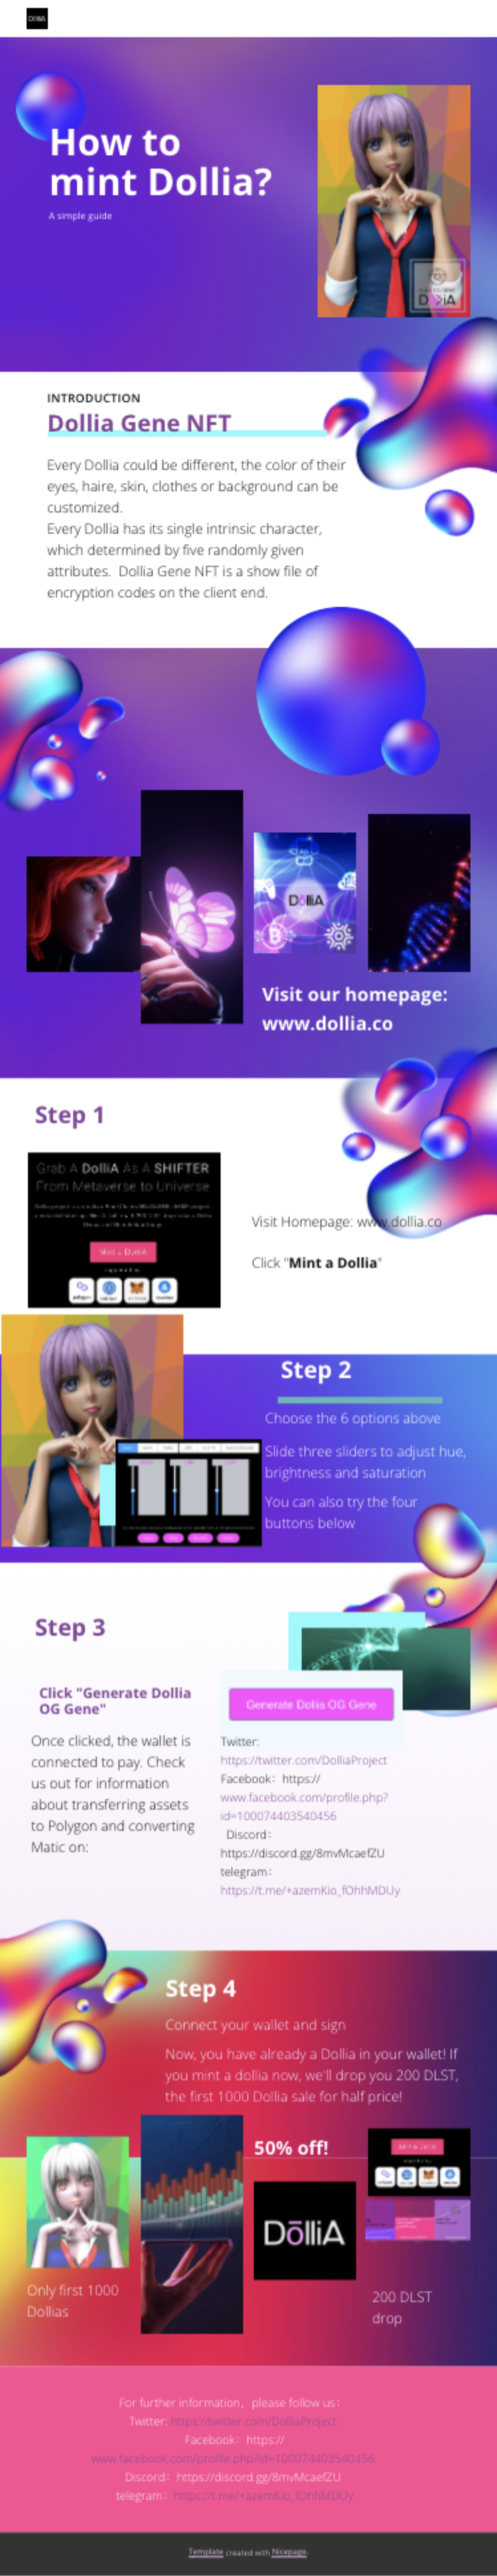 DōlliA
How to
mint Dollia?
A simple guide
INTRODUCTION
Dollia Gene NFT
Every Dollia could be different, the color of their
eyes, haire, skin, clothes or background can be
customized.
Every Dollia has its single intrinsic character,
which determined by five randomly given
attributes. Dollia Gene NFT is a show file of
encryption codes on the client end.
DōlliA
Visit our homepage:
www.dollia.co
Step 1
Grab A DolliA As A SHIFTER
From Metaverse to Universe
Mint a DolliA
Visit Homepage: www.dollia.co
Click "Mint a Dollia"
Step 2
Choose the 6 options above
Slide three sliders to adjust hue,
brightness and saturation
You can also try the four
buttons below
Step 3
Click "Generate Dollia
OG Gene"
Once clicked, the wallet is
connected to pay. Check
us out for information
about transferring assets
to Polygon and converting
Matic on:
Generate Dollia OG Gene
Twitter:
https://twitter.com/DolliaProject
Facebook：https://
www.facebook.com/profile.php?
id=100074403540456
Discord：
https://discord.gg/8mvMcaefZU
telegram：
https://t.me/+azemKio_fOhhMDUy
Step 4
Connect your wallet and sign
Now, you have already a Dollia in your wallet! If
you mint a dollia now, we'll drop you 200 DLST,
the first 1000 Dollia sale for half price!
50% off!
DōlliA
Only first 1000
Dollias
200 DLST
drop
For further information，please follow us：
Twitter: https://twitter.com/DolliaProject
Facebook：https://
www.facebook.com/profile.php?id=100074403540456
Discord：https://discord.gg/8mvMcaefZU
telegram：https://t.me/+azemKio_fOhhMDUy
Template created with Nicepage.